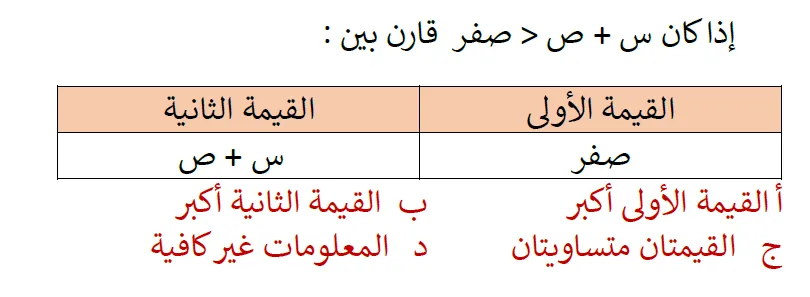 إذا كان س + ص > صفر قارن بين :
القيمة الأولى القيمة الثانية
صفر س + ص
أ القيمة الأولى أكبر ب القيمة الثانية أكبر
ج القيمتان متساويتان د المعلومات غير كافية